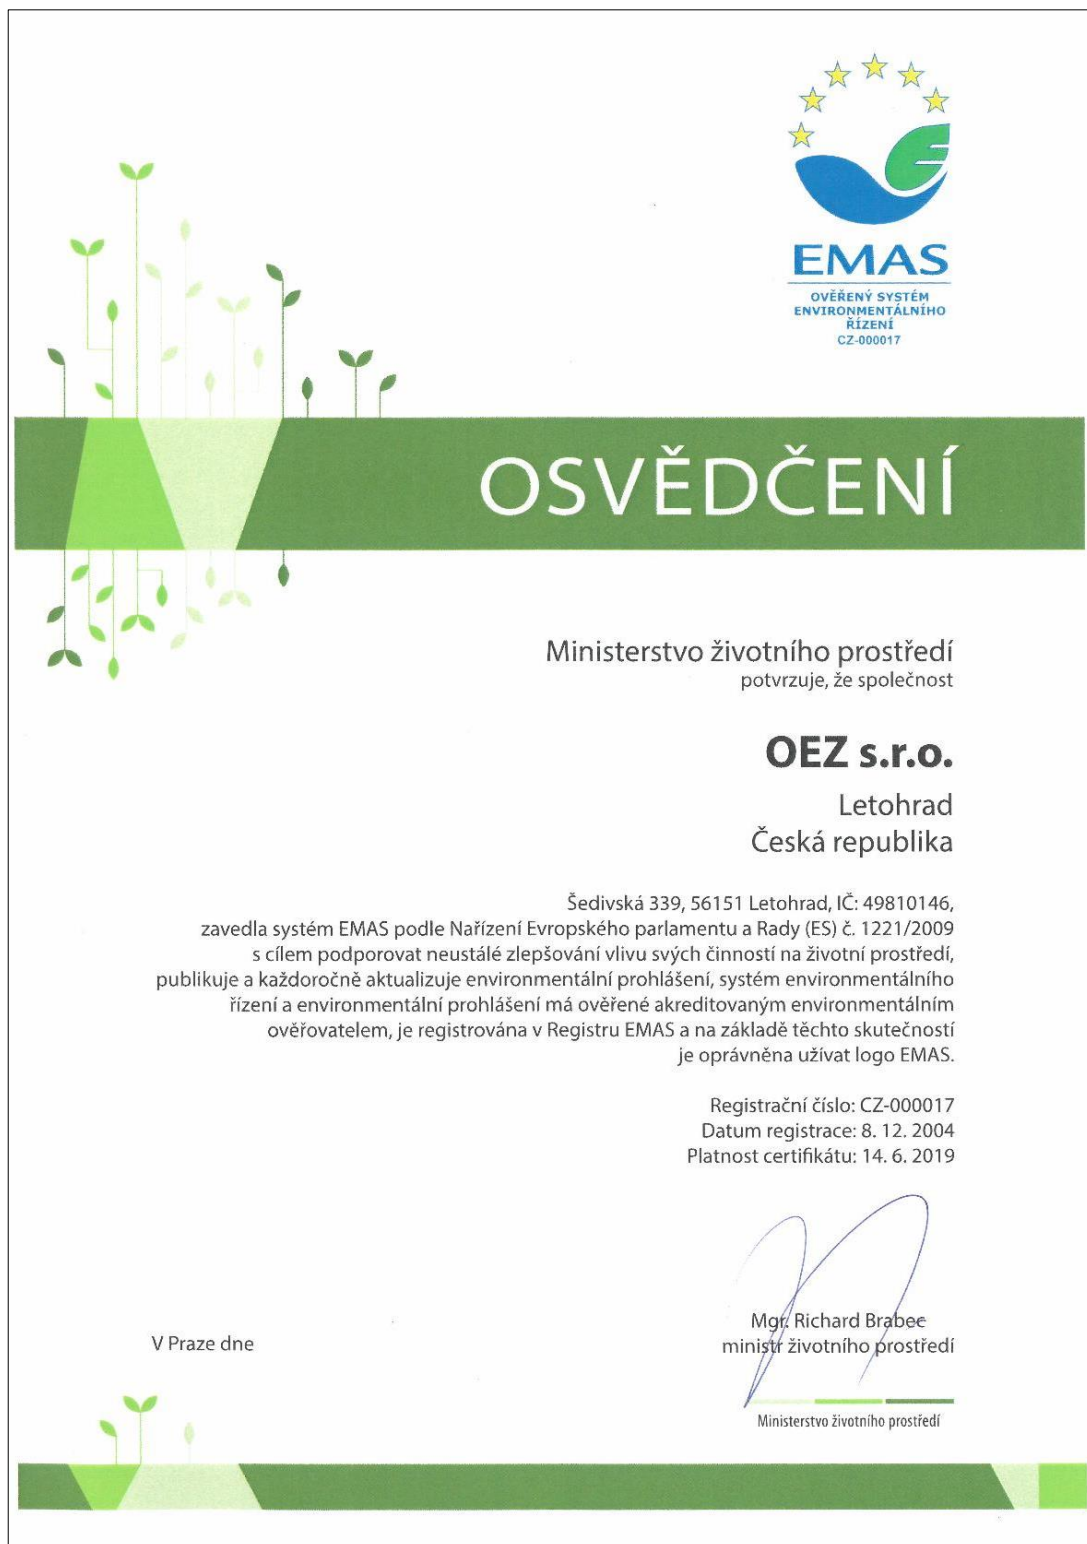 EMAS
OVĚŘENÝ SYSTÉM
ENVIRONMENTÁLNÍHO
ŘÍZENÍ
CZ-000017
OSVĚDČENÍ
Ministerstvo životního prostředí
potvrzuje, že společnost
OEZ s.r.o.
Letohrad
Česká republika
Šedivská 339, 56151 Letohrad, IČ: 49810146,
zavedla systém EMAS podle Nařízení Evropského parlamentu a Rady (ES) č. 1221/2009
s cílem podporovat neustálé zlepšování vlivu svých činností na životní prostředí,
publikuje a každoročně aktualizuje environmentální prohlášení, systém environmentálního
řízení a environmentální prohlášení má ověřené akreditovaným environmentálním
ověřovatelem, je registrována v Registru EMAS a na základě těchto skutečností
je oprávněna užívat logo EMAS.
Registrační číslo: CZ-000017
Datum registrace: 8. 12. 2004
Platnost certifikátu: 14. 6. 2019
Mgr. Richard Brabec
V Praze dne
ministr životního prostředí
Ministerstvo životního prostředí